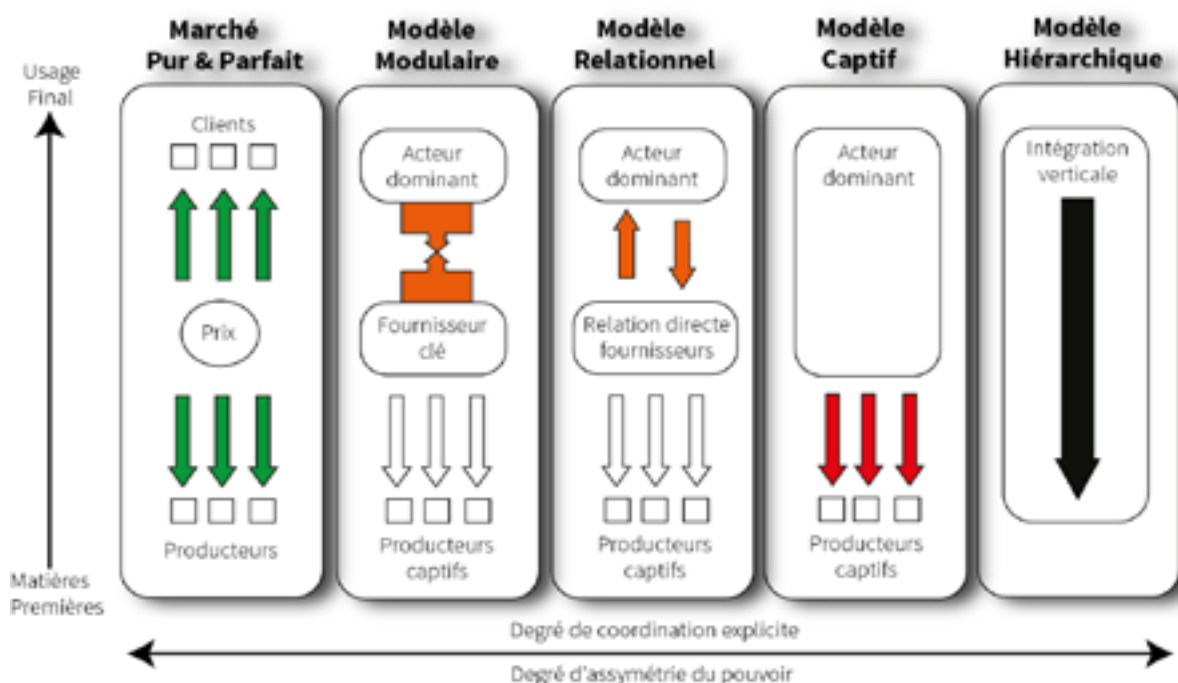 Marché
Pur & Parfait
Modèle
Modulaire
Modèle
Relationnel
Modèle
Captif
Modèle
Hiérarchique
Usage
Final
Clients
Prix
Producteurs
Acteur
dominant
Fournisseur
clé
Producteurs
captifs
Acteur
dominant
Relation directe
fournisseurs
Producteurs
captifs
Acteur
dominant
Producteurs
captifs
Intégration
verticale
Matières
Premières
Degré de coordination explicite
Degré d'assymétrie du pouvoir